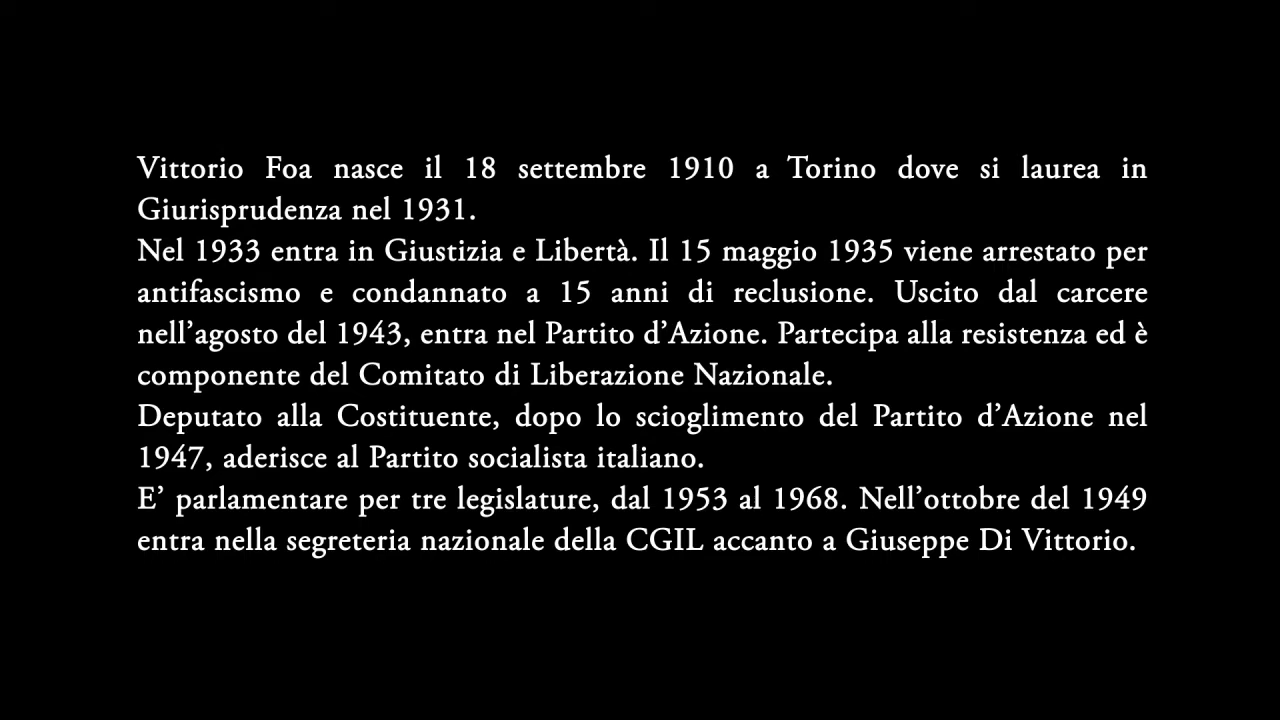 Vittorio Foa nasce il 18 settembre 1910 a Torino dove si laurea in
Giurisprudenza nel 1931.
Nel 1933 entra in Giustizia e Libertà. Il 15 maggio 1935 viene arrestato per
antifascismo e condannato a 15 anni di reclusione. Uscito dal carcere
nell’agosto del 1943, entra nel Partito d’Azione. Partecipa alla resistenza ed è
componente del Comitato di Liberazione Nazionale.
Deputato alla Costituente, dopo lo scioglimento del Partito d’Azione nel
1947, aderisce al Partito socialista italiano.
E’ parlamentare per tre legislature, dal 1953 al 1968. Nell’ottobre del 1949
entra nella segreteria nazionale della CGIL accanto a Giuseppe Di Vittorio.